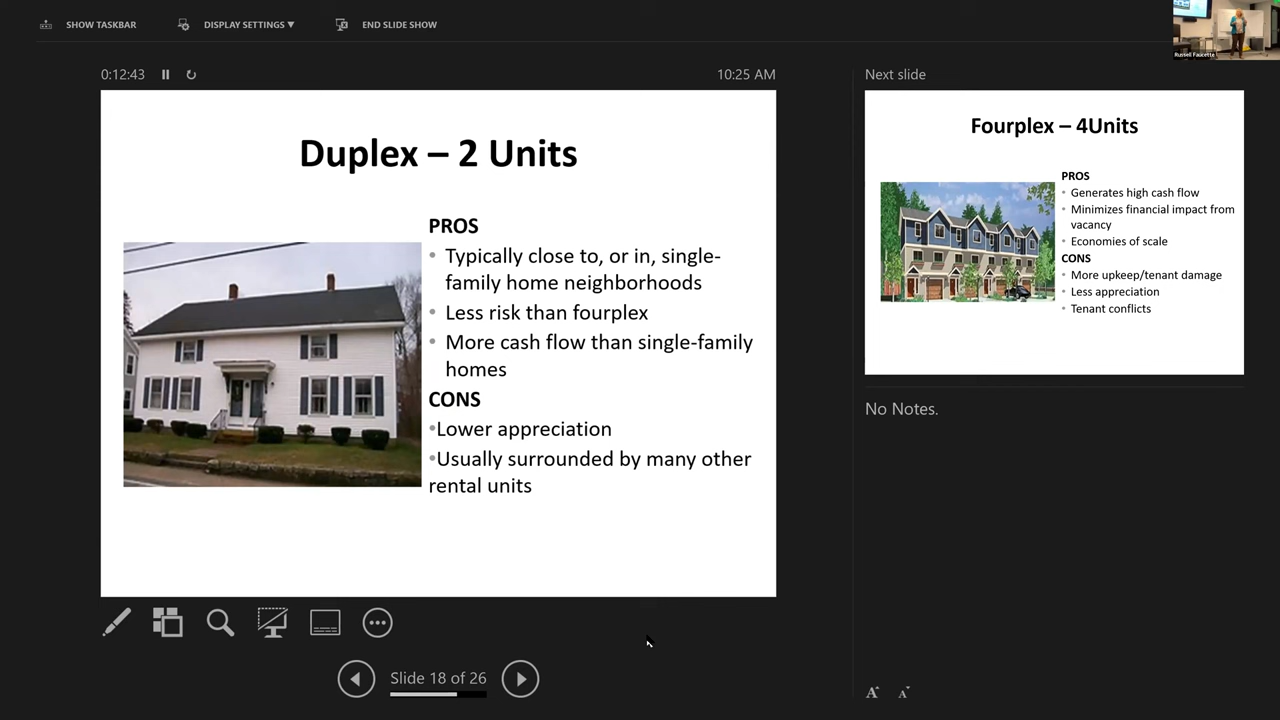 SHOW TASKBAR
DISPLAY SETTINGS ▼
END SLIDE SHOW
Russell Faucette
0:12:43
10:25 AM
Next slide
Duplex – 2 Units
PROS
• Typically close to, or in, single-
family home neighborhoods
• Less risk than fourplex
• More cash flow than single-family
homes
CONS
•Lower appreciation
•Usually surrounded by many other
rental units
Fourplex – 4Units
PROS
• Generates high cash flow
• Minimizes financial impact from
vacancy
• Economies of scale
CONS
• More upkeep/tenant damage
• Less appreciation
• Tenant conflicts
No Notes.
Slide 18 of 26
A A